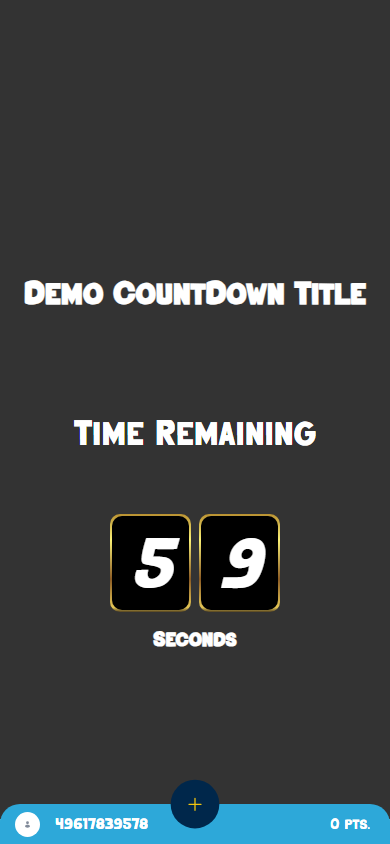 Demo CountDown Title
Time Remaining
5 9
Seconds
49617839578
0 PTS.